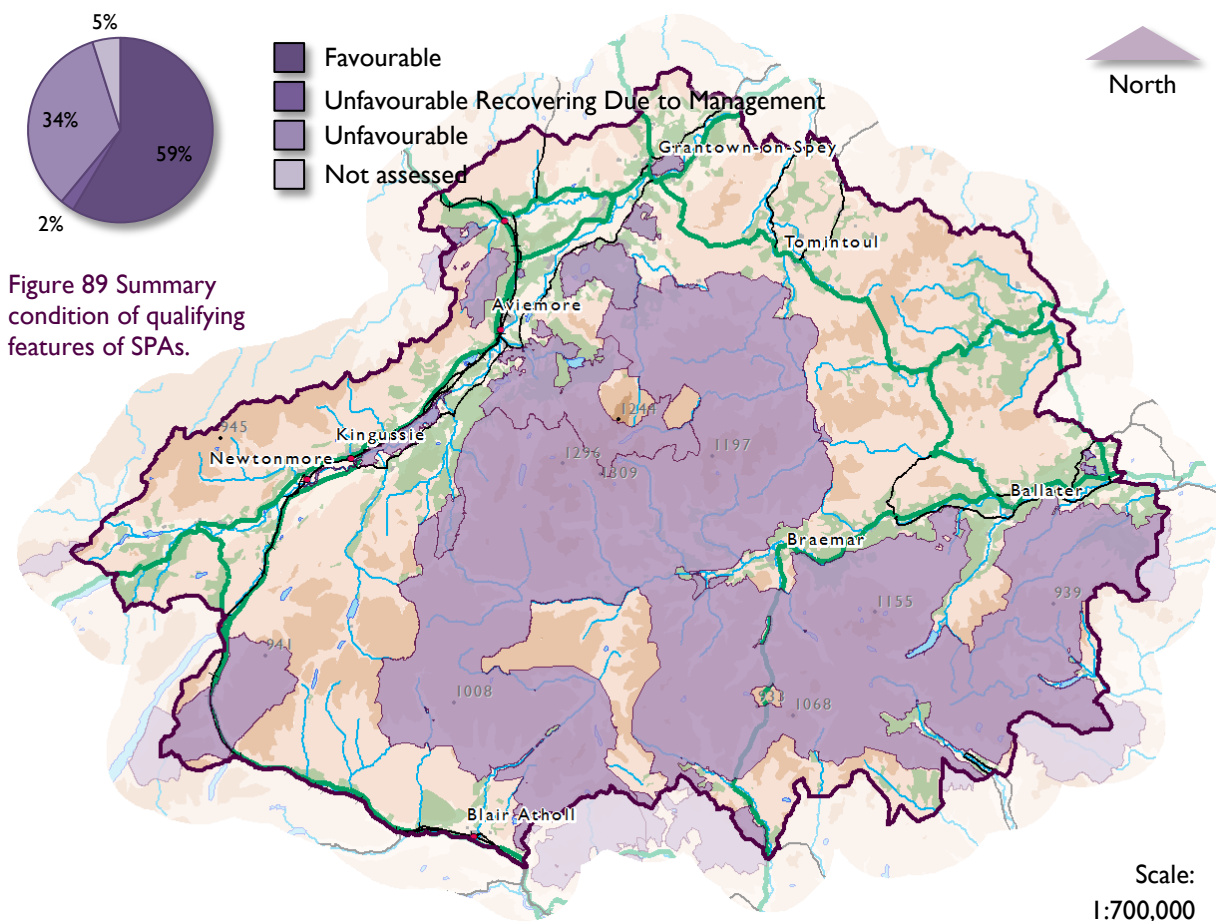 5%
34%
59%
2%
Favourable
Unfavourable Recovering Due to Management
Unfavourable
Not assessed
North
Figure 89 Summary
condition of qualifying
features of SPAs.
Grantown-on-Spey
Tomintoul
Aviemore
1244
945
Kingussie
1296
1197
1309
Newtonmore
Ballater
Braemar
1155
939
941
1008
933
1068
Blair Atholl
Scale:
1:700,000